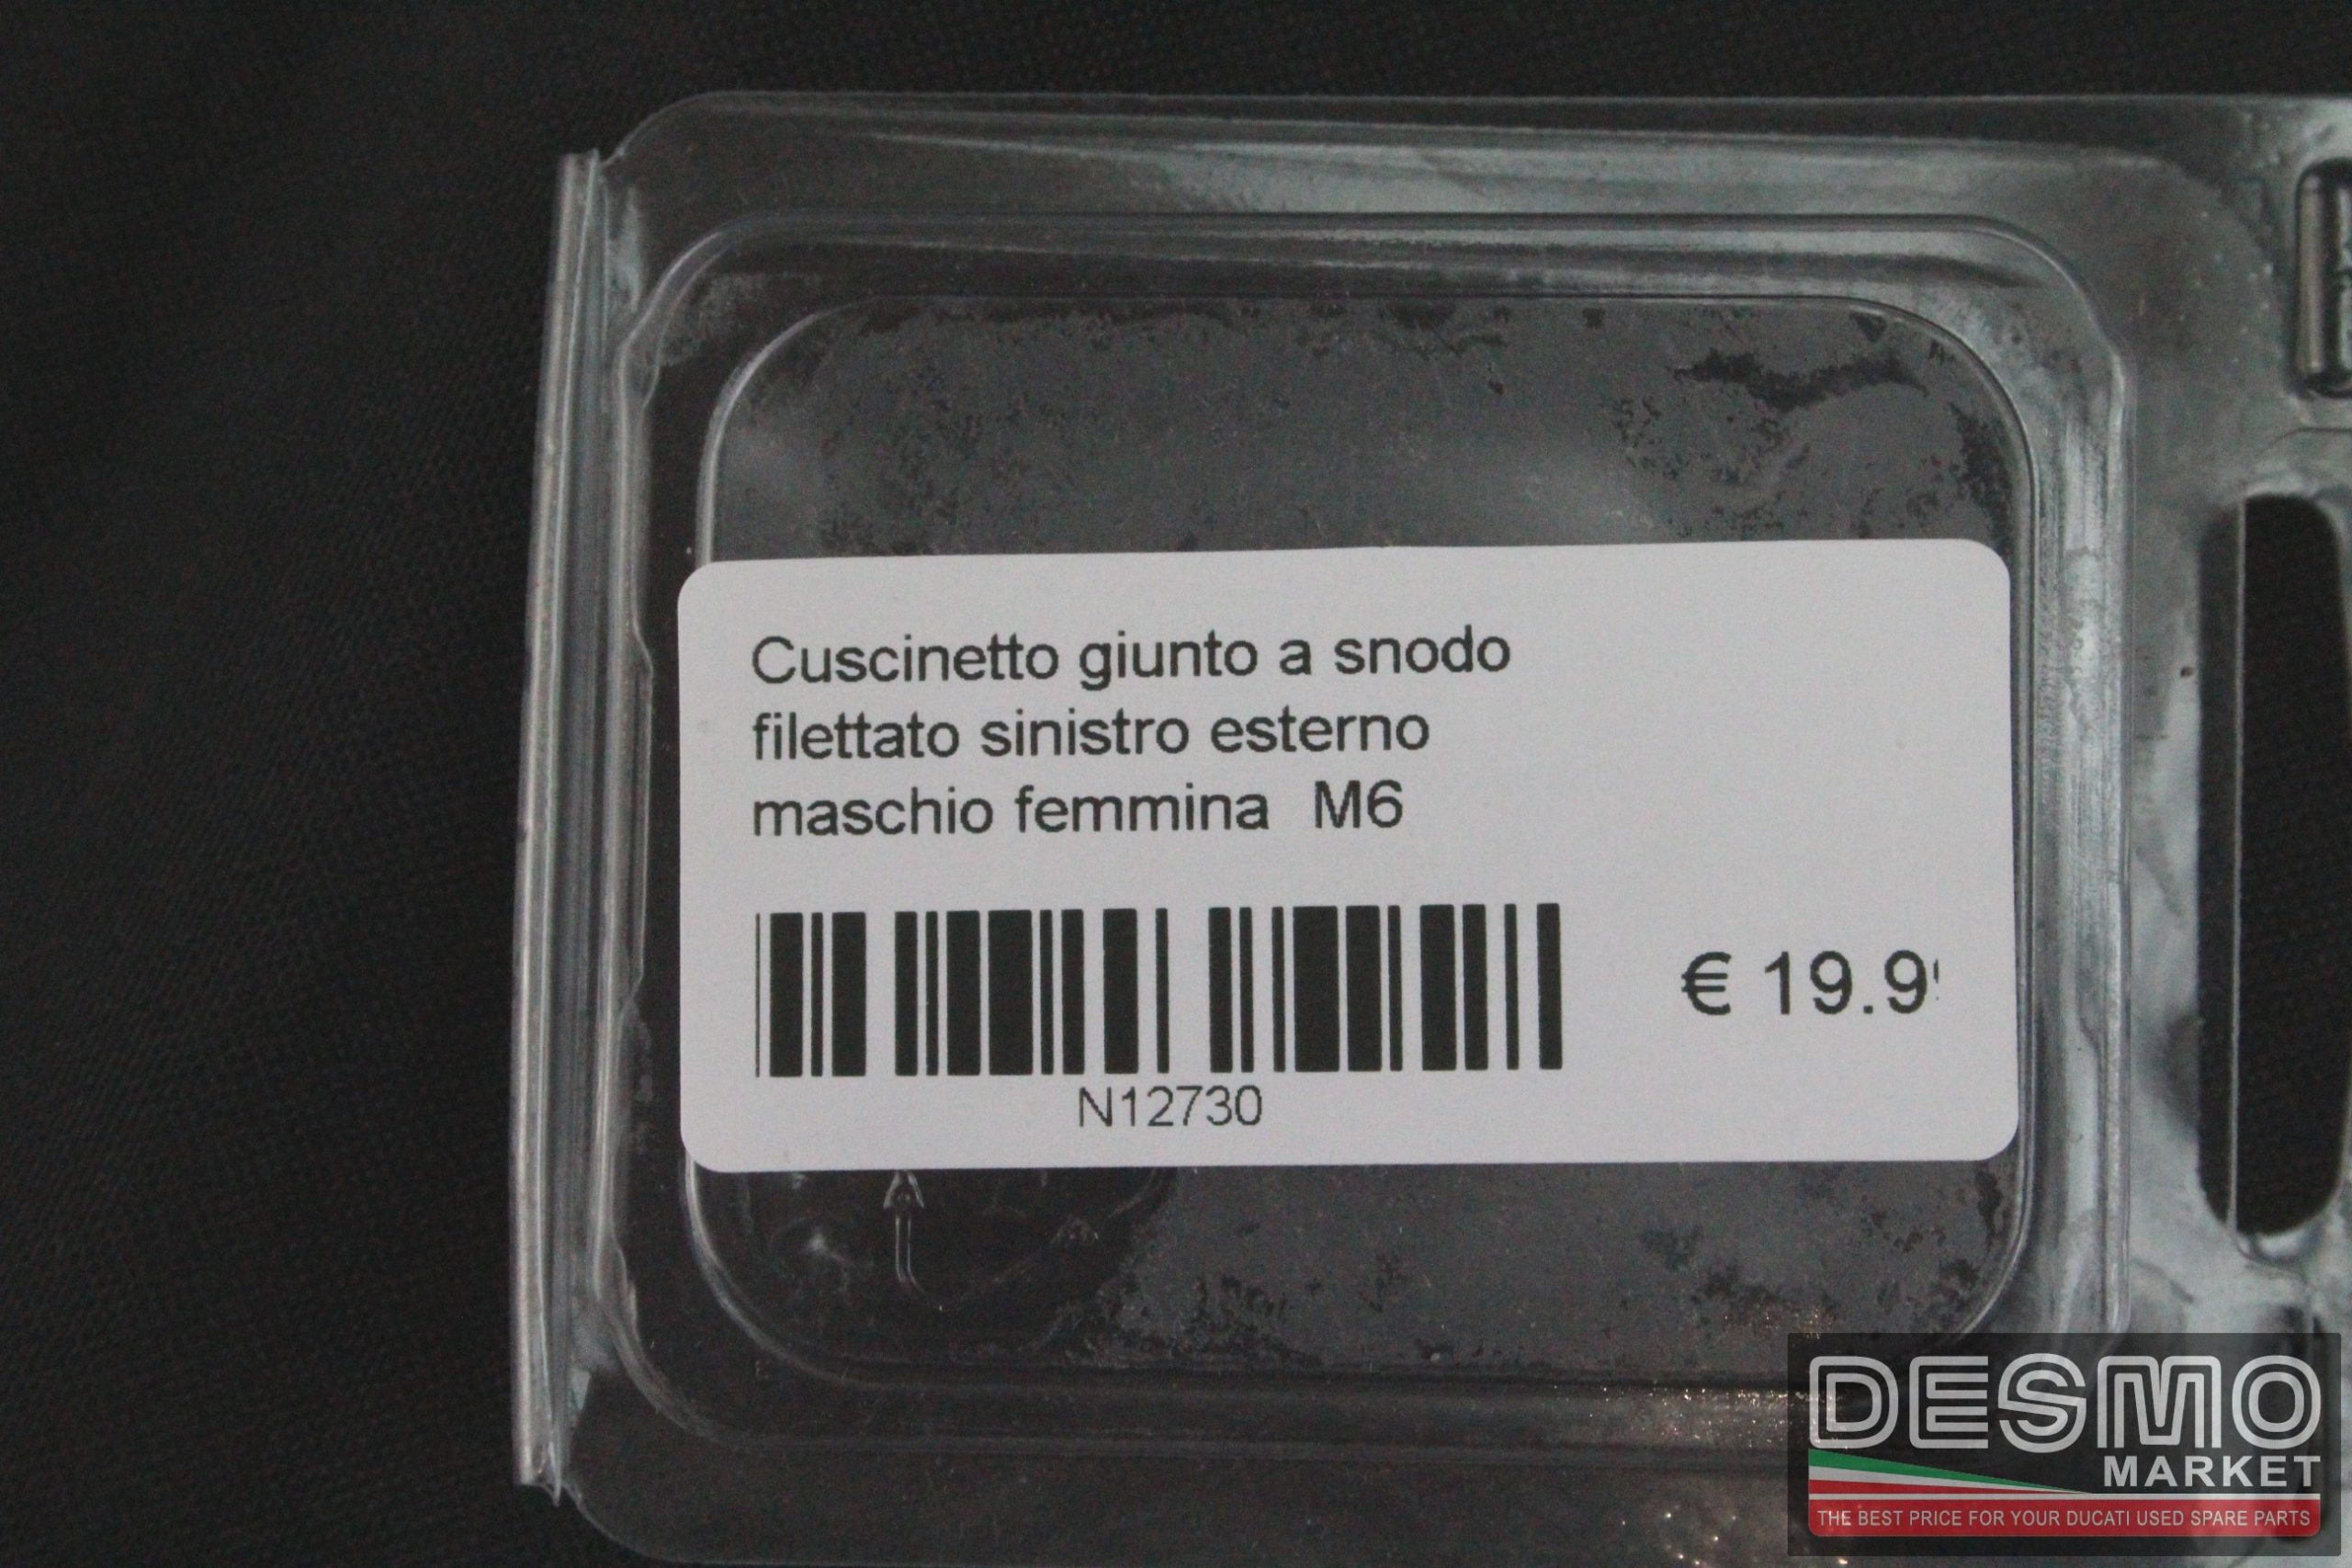 Cuscinetto giunto a snodo
filettato sinistro esterno
maschio femmina M6
€ 19.9
N12730
DESMO
MARKET
THE BEST PRICE FOR YOUR DUCATI USED SPARE PARTS